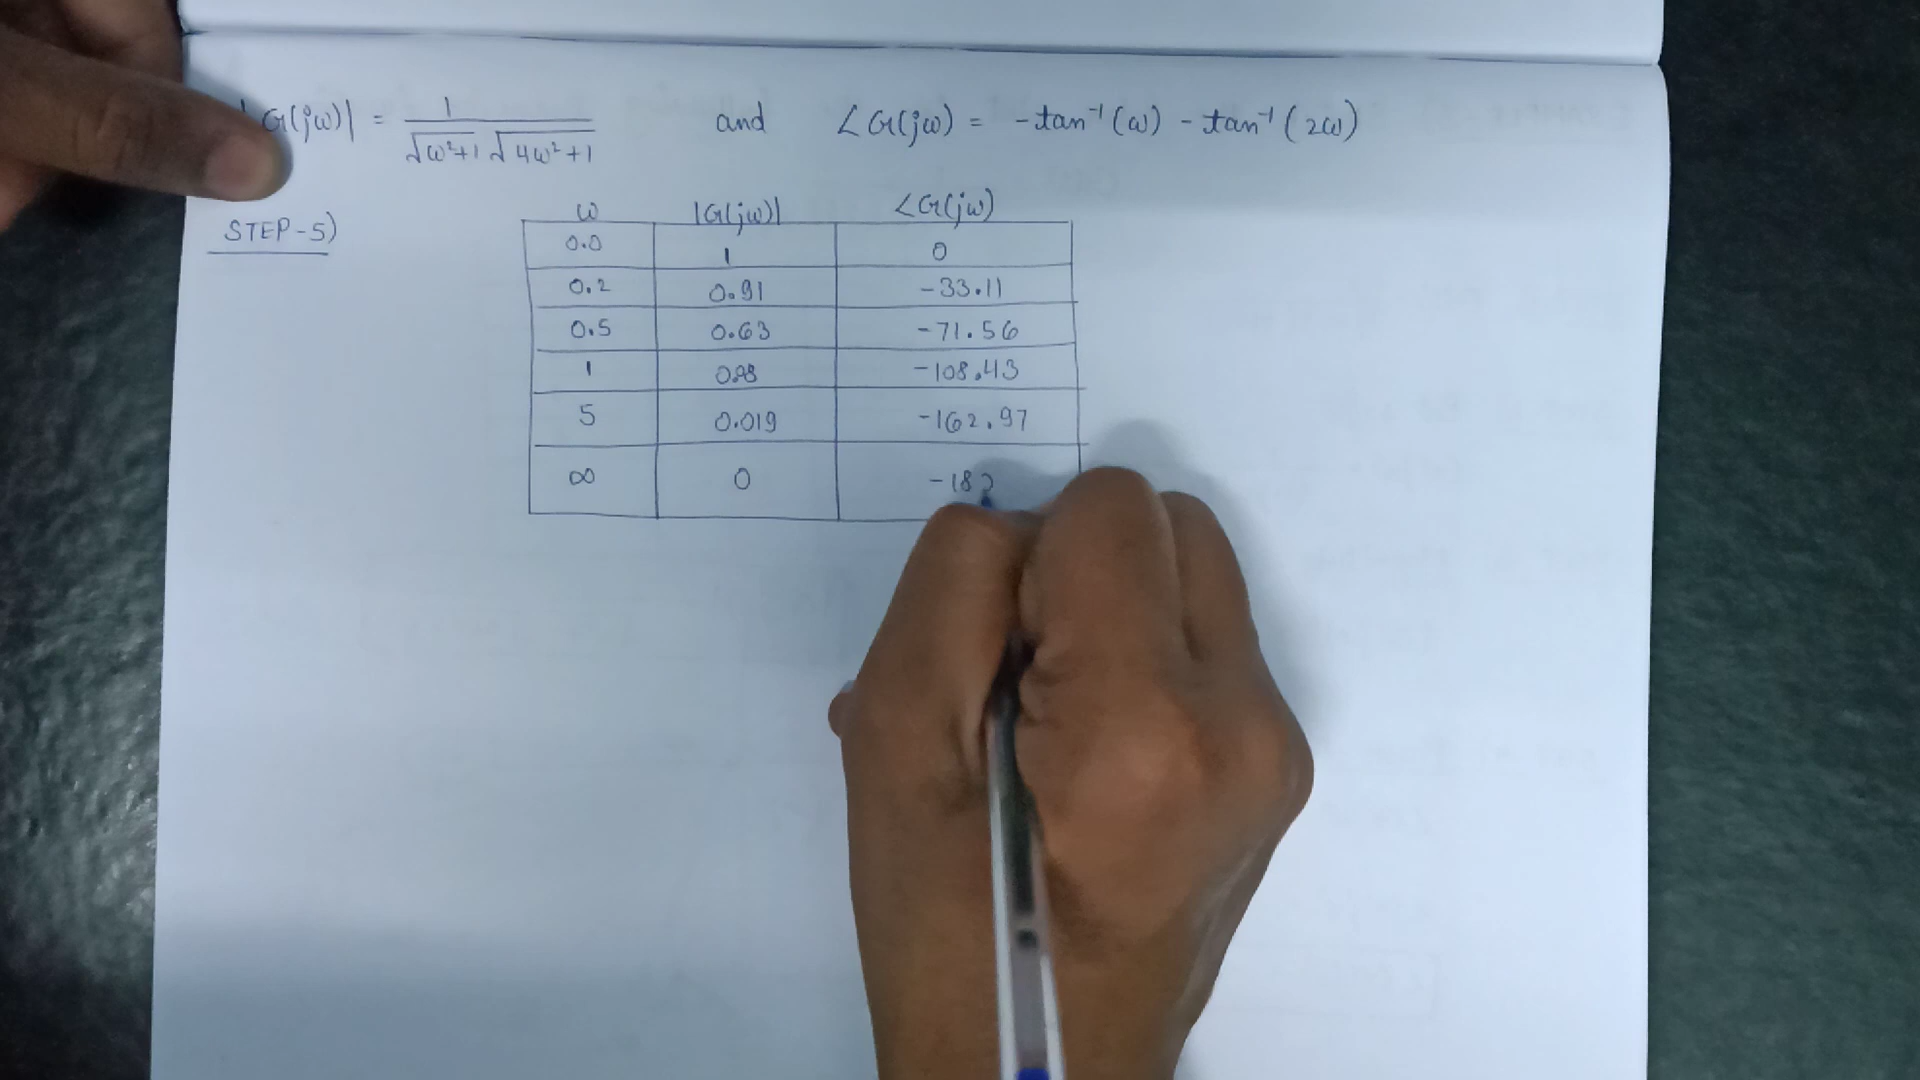 G(jω)| = 1 / √ω²+1 √4ω²+1 and ∠G(jω) = -tan⁻¹(ω) - tan⁻¹(2ω)
STEP-5)
ω |G(jω)| ∠G(jω)
0.0 1 0
0.2 0.91 -33.11
0.5 0.63 -71.56
1 -108.43
5 0.019 -162.97
∞ 0 -18